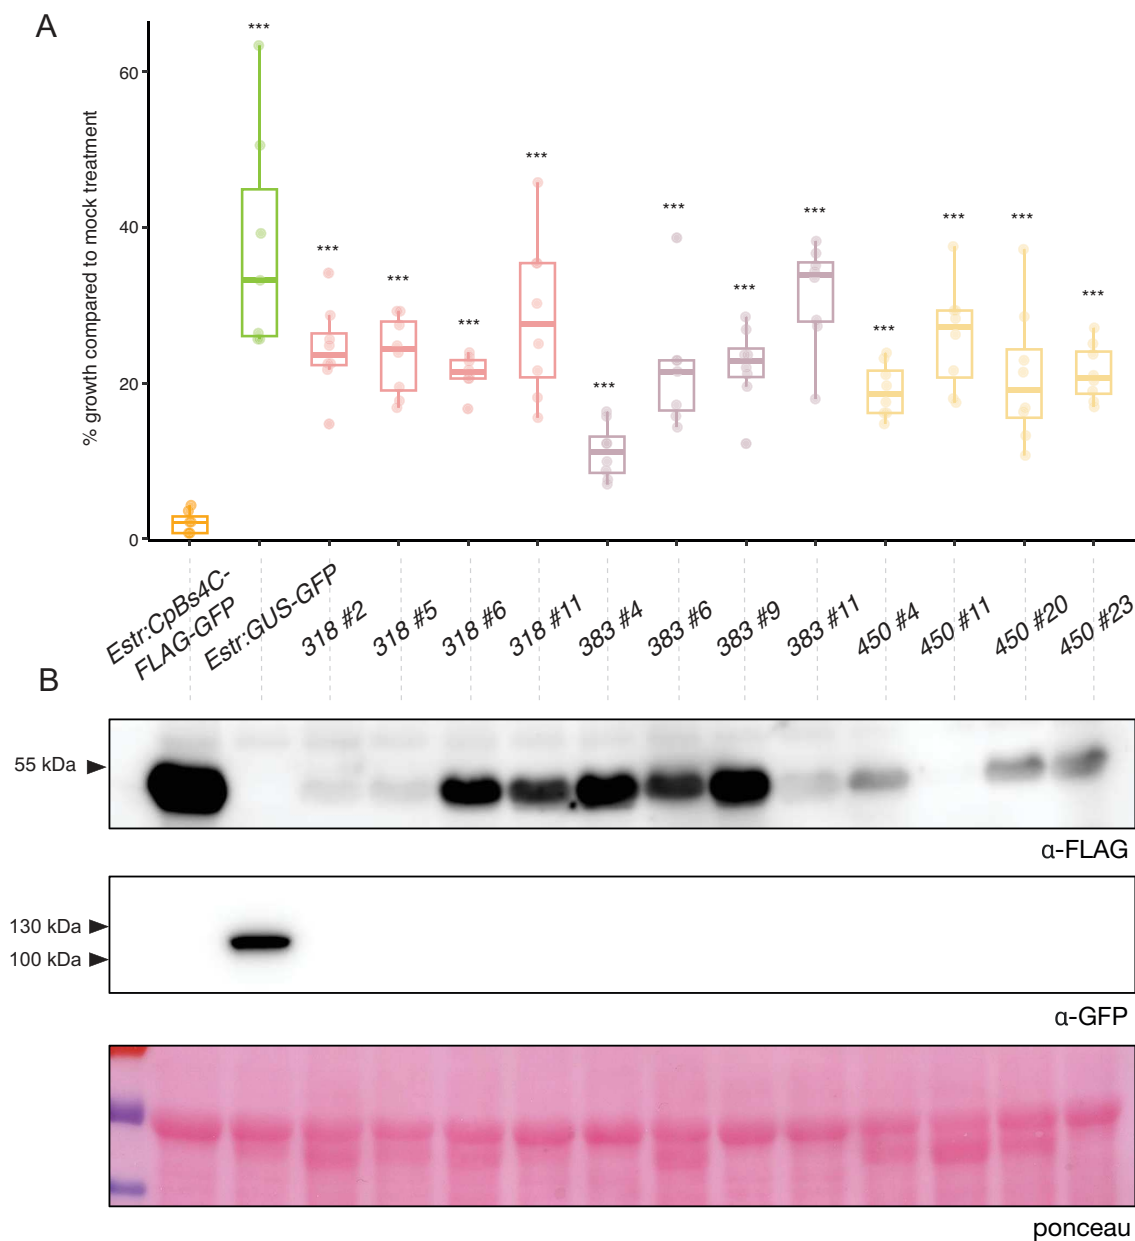 A
% growth compared to mock treatment
60
40
20
0
***
***
***
***
***
***
***
***
***
***
***
***
***
Estr:CpBs4C-
FLAG-GFP
Estr:GUS-GFP
318 #2
318 #5
318 #6
318 #11
383 #4
383 #6
383 #9
383 #11
450 #4
450 #11
450 #20
450 #23
B
55 kDa
α-FLAG
130 kDa
100 kDa
α-GFP
ponceau